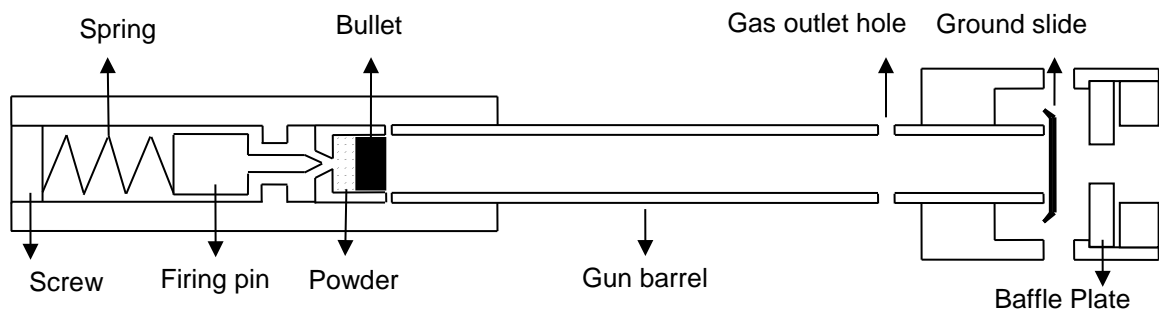 Spring
Bullet
Gas outlet hole
Ground slide
Screw
Firing pin
Powder
Gun barrel
Baffle Plate